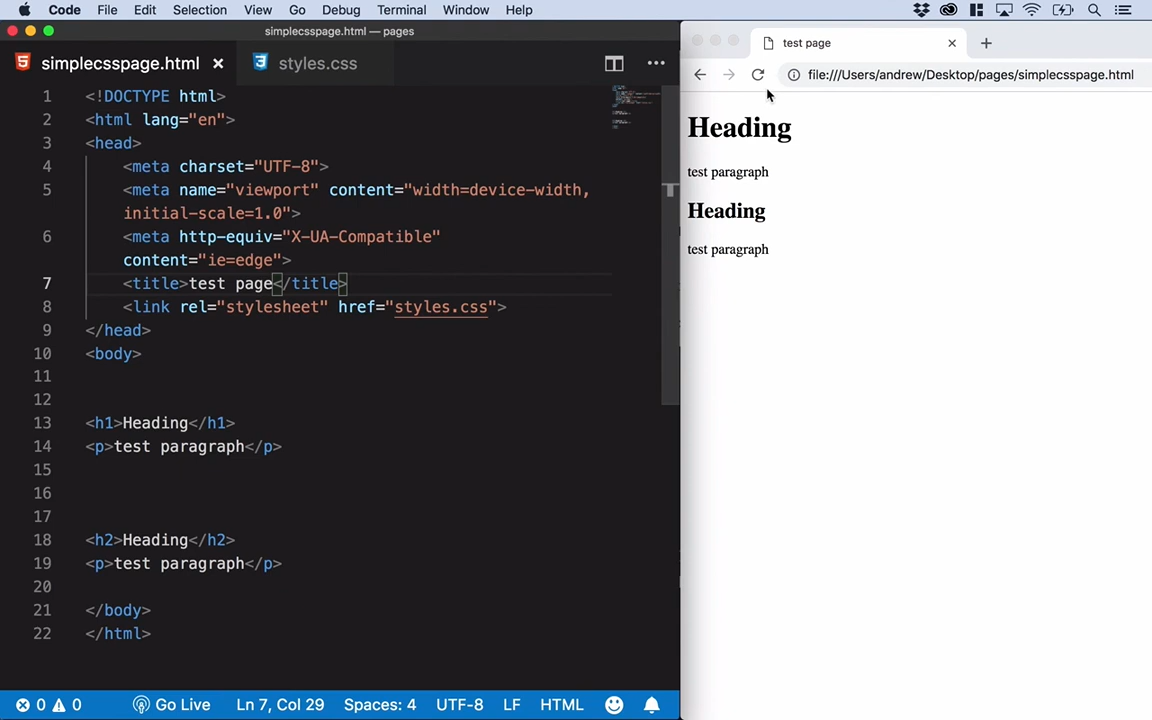 Code File Edit Selection View Go Debug Terminal Window Help
simplecsspage.html — pages
simplecsspage.html
styles.css
1 <!DOCTYPE html>
2 <html lang="en">
3 <head>
4 <meta charset="UTF-8">
5 <meta name="viewport" content="width=device-width,
initial-scale=1.0">
6 <meta http-equiv="X-UA-Compatible"
content="ie=edge">
7 <title>test page</title>
8 <link rel="stylesheet" href="styles.css">
9 </head>
10 <body>
11
12
13 <h1>Heading</h1>
14 <p>test paragraph</p>
15
16
17
18 <h2>Heading</h2>
19 <p>test paragraph</p>
20
21 </body>
22 </html>
0 0 Go Live Ln 7, Col 29 Spaces: 4 UTF-8 LF HTML
test page
file:///Users/andrew/Desktop/pages/simplecsspage.html
Heading
test paragraph
Heading
test paragraph